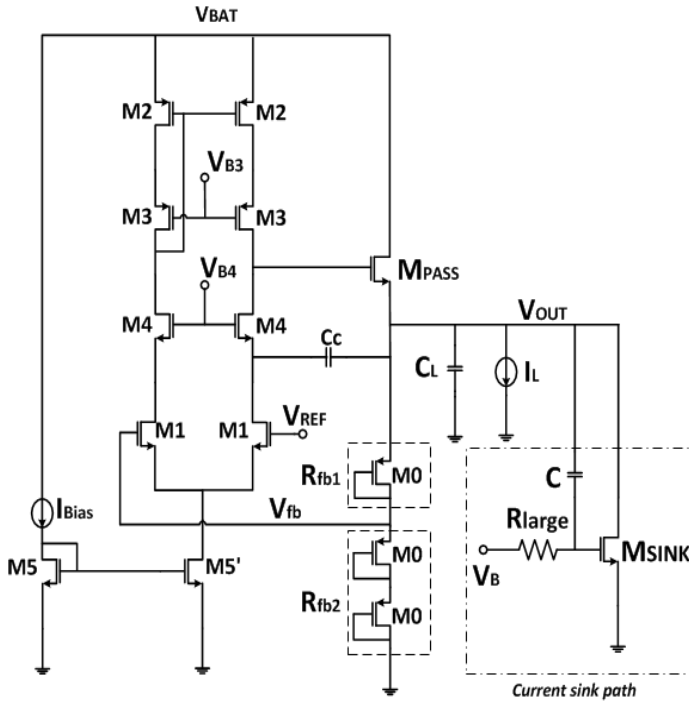 VBAT
M2 M2
VB3
M3 M3
MPASS
VB4
VOUT
M4 M4
Cc
CL IL
M1 M1 VREF
C
Rfb1 M0
Rlarge
IBias
Vfb
M0
MSINK
VB
M5 M5'
Rfb2 M0
Current sink path